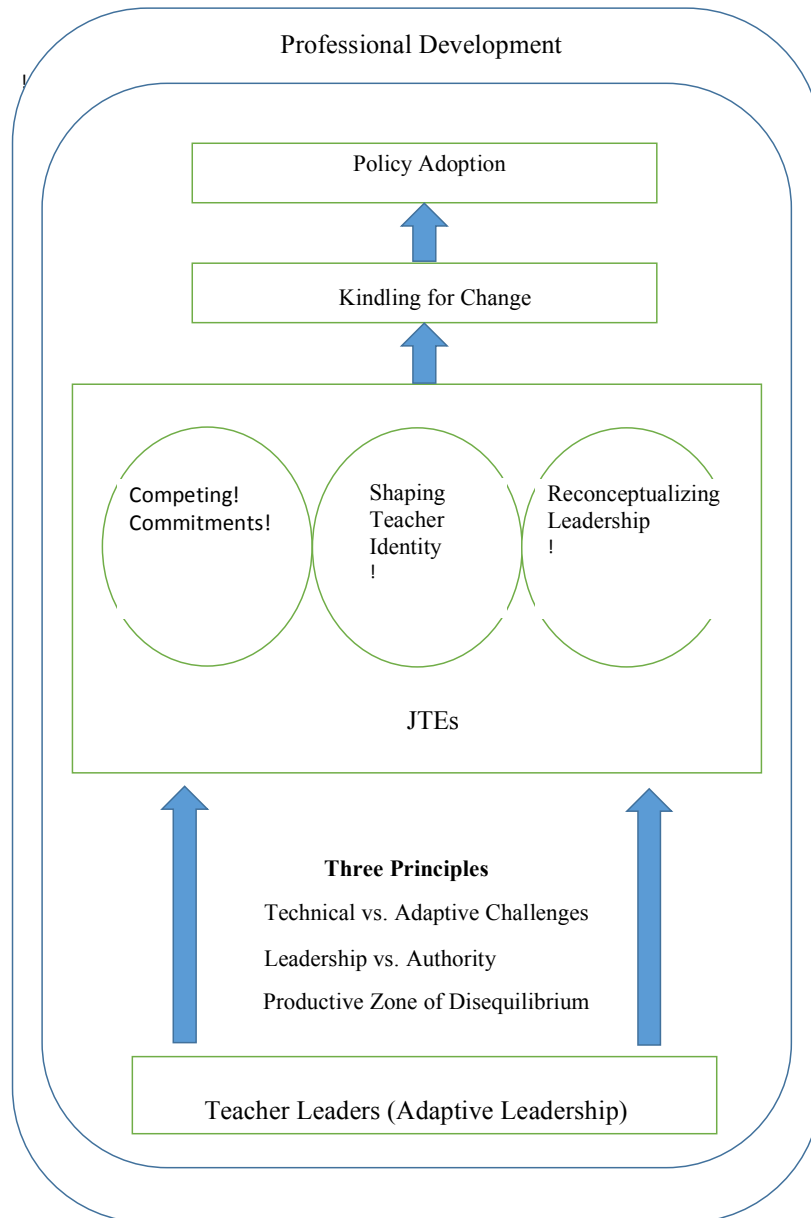 Professional Development
!
Policy Adoption
Kindling for Change
Competing!
Commitments!
Shaping
Teacher
Identity
!
Reconceptualizing
Leadership
!
JTEs
Three Principles
Technical vs. Adaptive Challenges
Leadership vs. Authority
Productive Zone of Disequilibrium
Teacher Leaders (Adaptive Leadership)